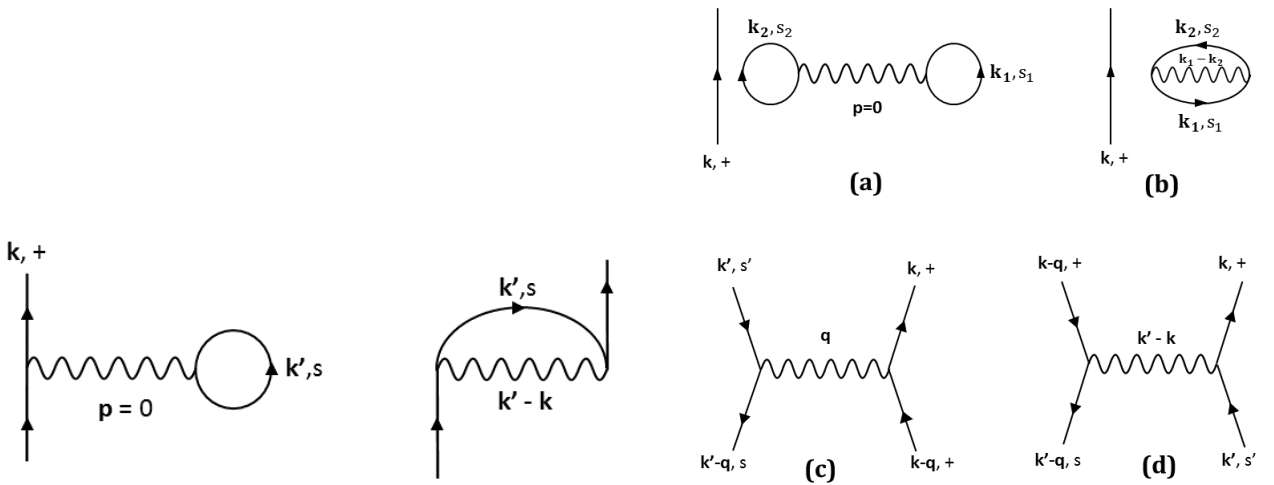 k, +
p = 0
k', s
k', s
k' - k
k₂, s₂
k₁, s₁
p=0
k, +
(a)
k₂, s₂
k₁ – k₂
k₁, s₁
k, +
(b)
k', s'
k, +
q
k'-q, s
k-q, +
(c)
k-q, +
k, +
k' - k
k'-q, s
k', s'
(d)